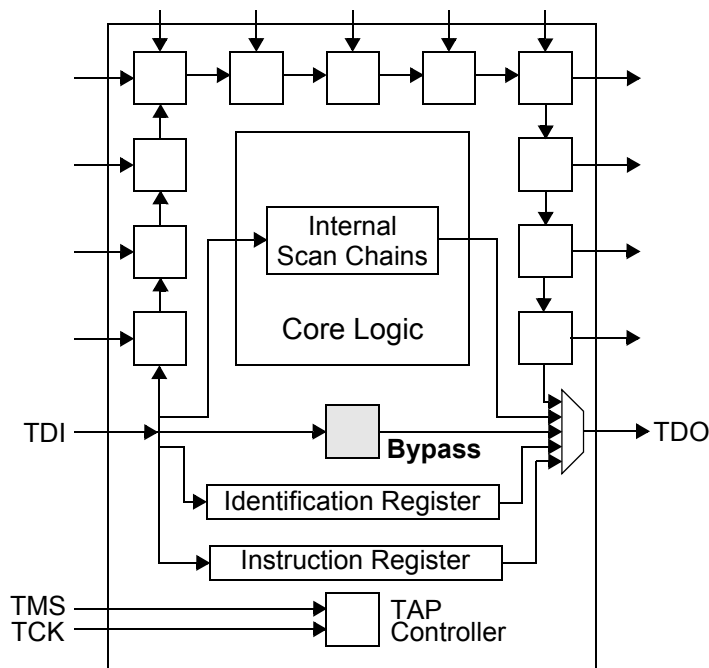 Internal
Scan Chains
Core Logic
TDI
Bypass
TDO
Identification Register
Instruction Register
TMS
TCK
TAP
Controller